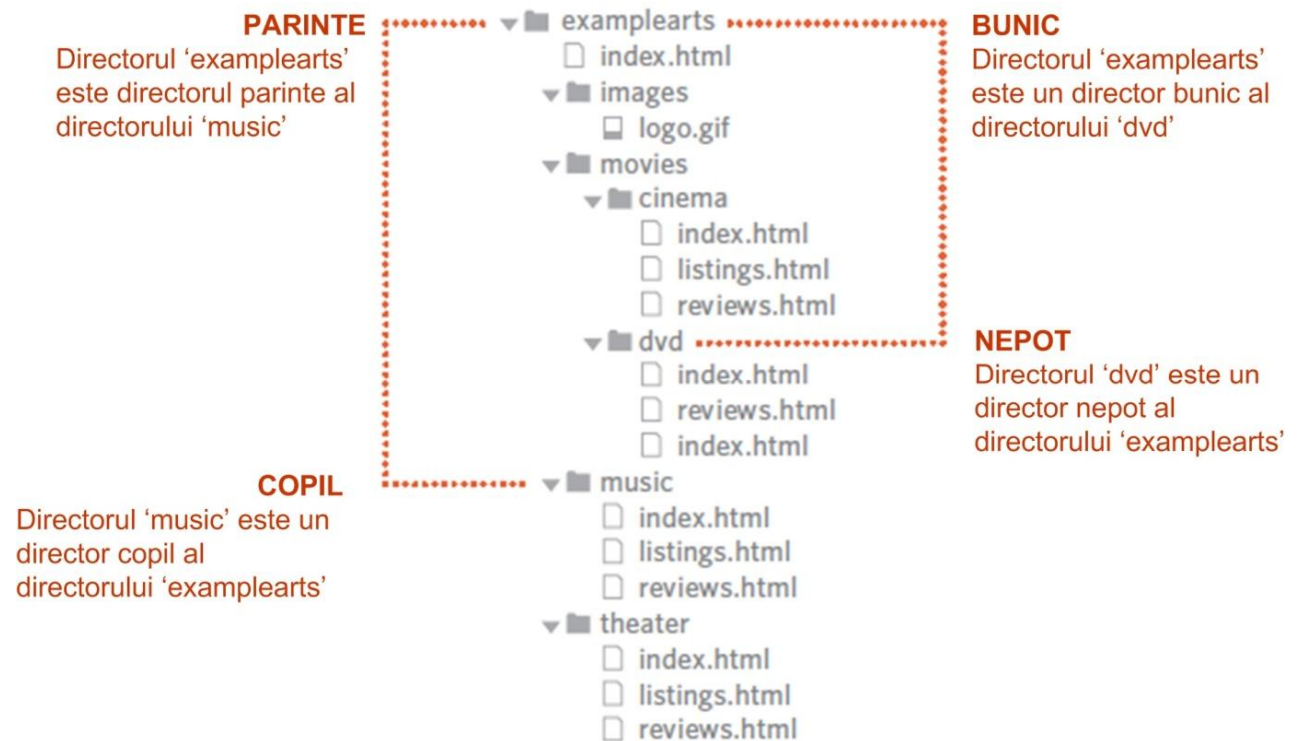 PARINTE
Directorul ‘examplearts’
este directorul parinte al
directorului ‘music’
examplearts
index.html
images
logo.gif
movies
cinema
index.html
listings.html
reviews.html
dvd
index.html
reviews.html
index.html
music
index.html
listings.html
reviews.html
theater
index.html
listings.html
reviews.html
BUNIC
Directorul ‘examplearts’
este un director bunic al
directorului ‘dvd’
NEPOT
Directorul ‘dvd’ este un
director nepot al
directorului ‘examplearts’
COPIL
Directorul ‘music’ este un
director copil al
directorului ‘examplearts’